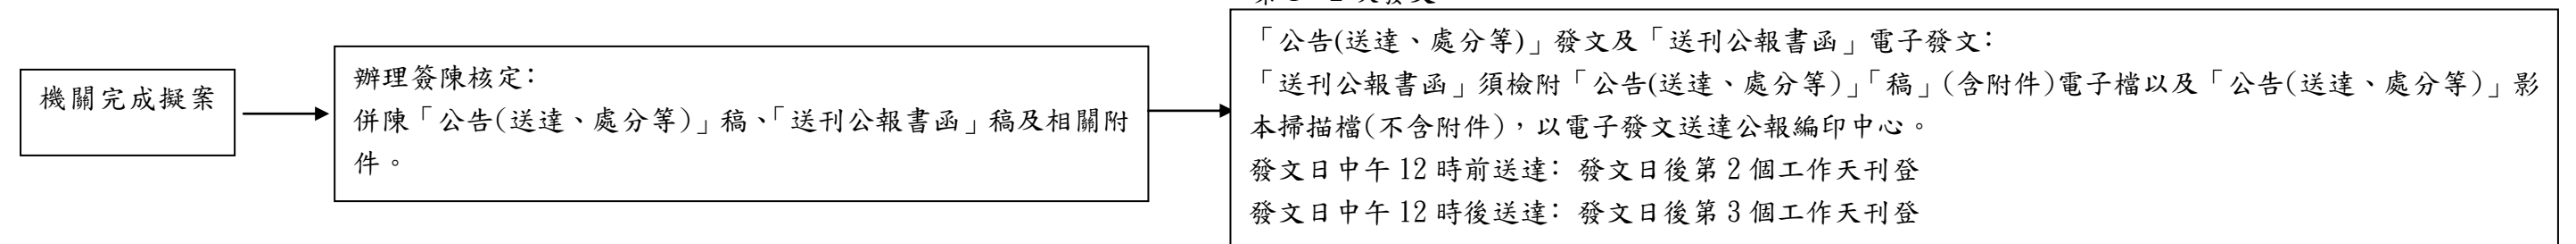 機關完成擬案
辦理簽陳核定：
併陳「公告(送達、處分等)」稿、「送刊公報書函」稿及相關附
件。
「公告(送達、處分等)」發文及「送刊公報書函」電子發文：
「送刊公報書函」須檢附「公告(送達、處分等)」「稿」(含附件)電子檔以及「公告(送達、處分等)」影
本掃描檔(不含附件)，以電子發文送達公報編印中心。
發文日中午 12 時前送達：發文日後第 2 個工作天刊登
發文日中午 12 時後送達：發文日後第 3 個工作天刊登